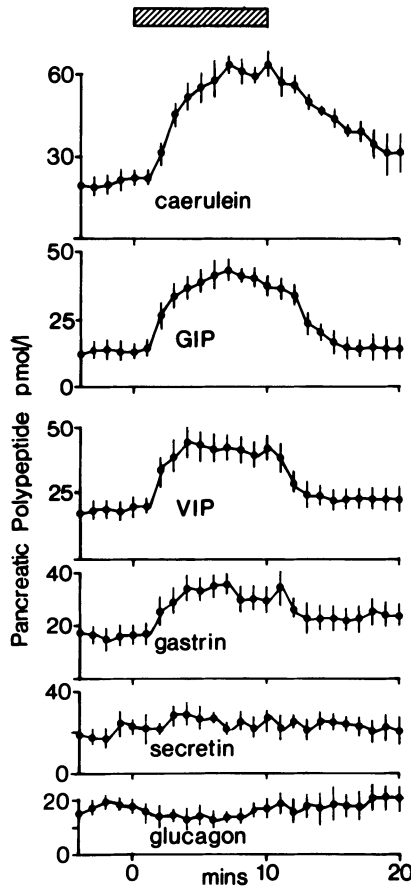 60
30
caerulein
50
25
0
GIP
50
25
VIP
40
20
gastrin
40
0
secretin
20
0
glucagon
0 mins 10 20
Pancreatic Polypeptide pmol/l